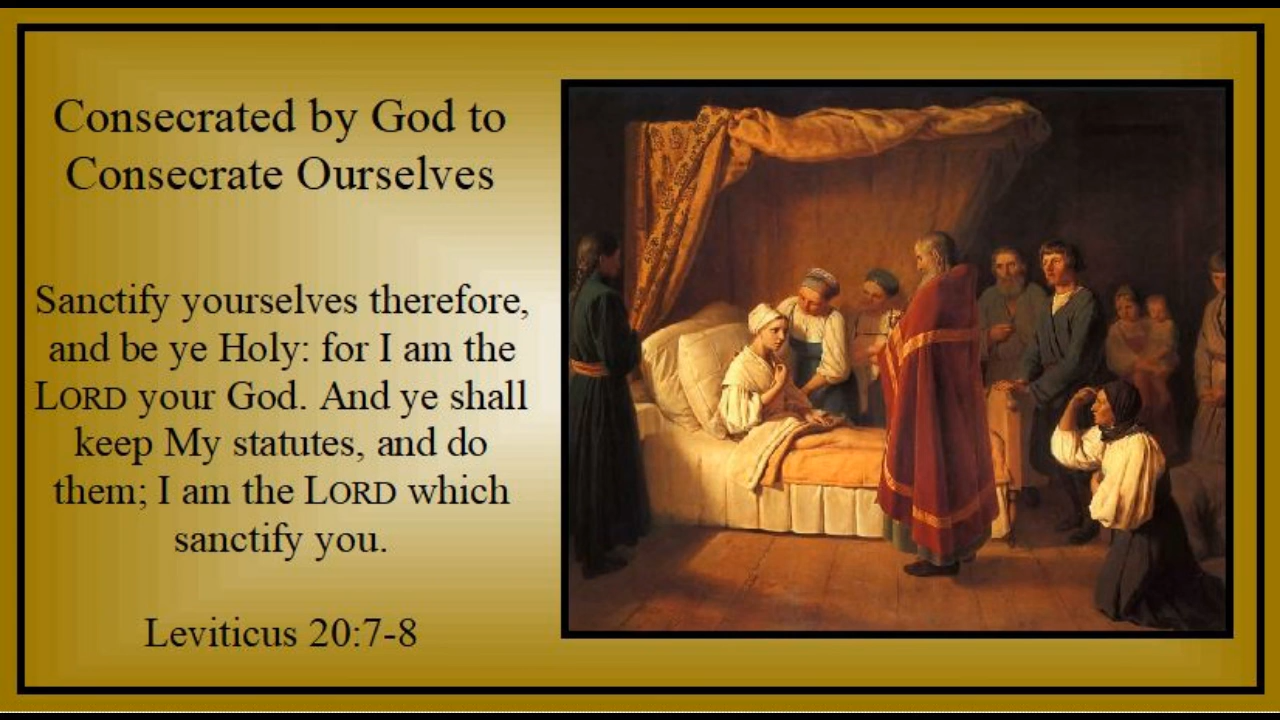 Consecrated by God to
Consecrate Ourselves
Sanctify yourselves therefore,
and be ye Holy: for I am the
LORD your God. And ye shall
keep My statutes, and do
them; I am the LORD which
sanctify you.
Leviticus 20:7-8